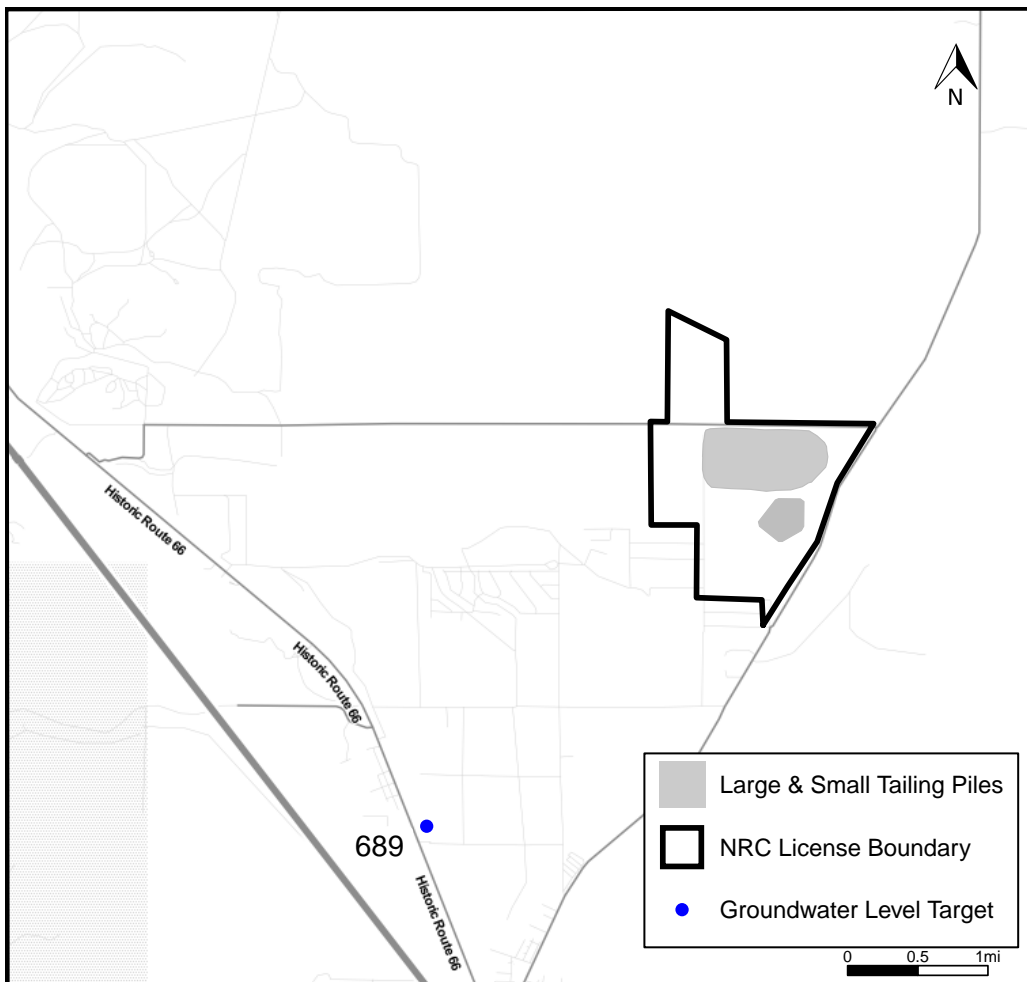 N
Historic Route 66
Historic Route 66
689
Historic Route 66
Large & Small Tailing Piles
NRC License Boundary
Groundwater Level Target
0 0.5 1mi